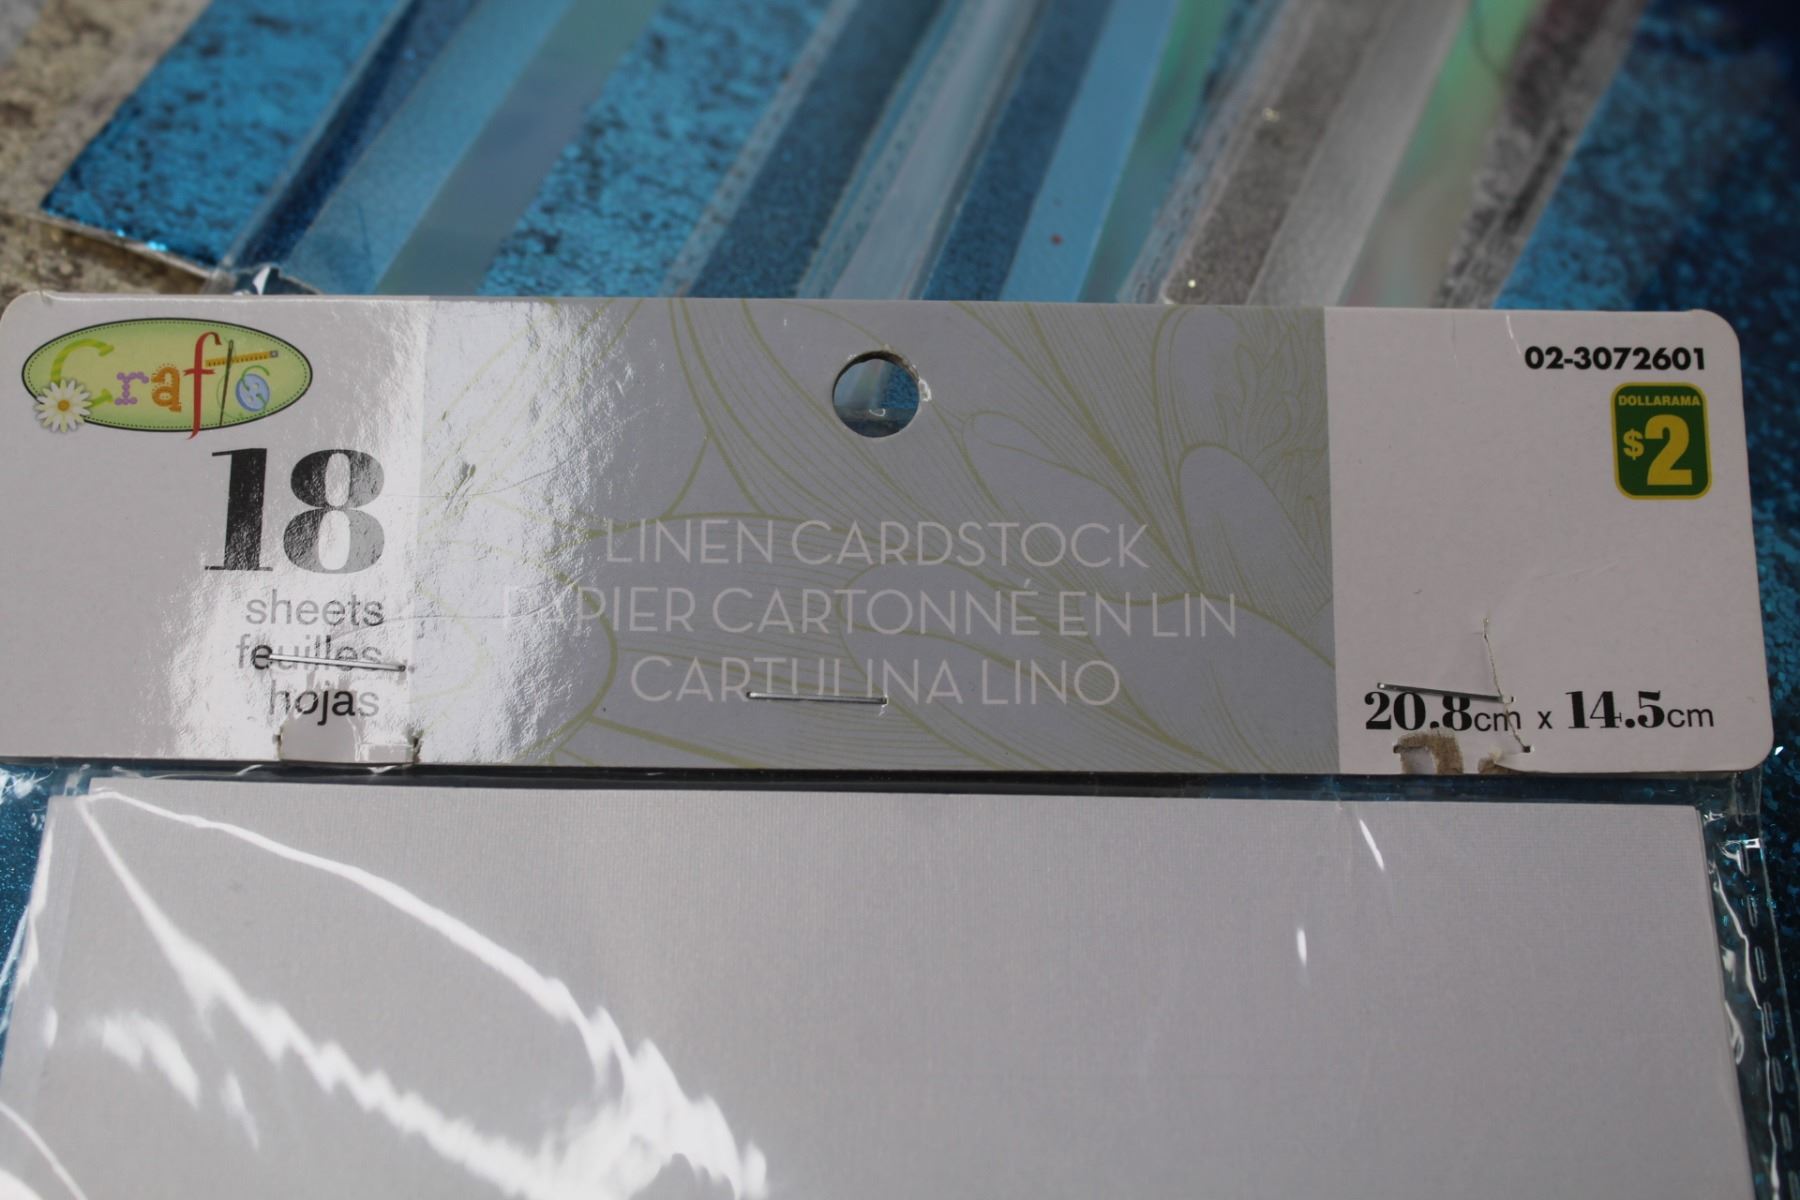 Crafts
18
sheets
feuilles
hojas
LINEN CARDSTOCK
PAPIER CARTONNÉ EN LIN
CARTULINA LINO
02-3072601
DOLLARAMA
$2
20.8cm x 14.5cm